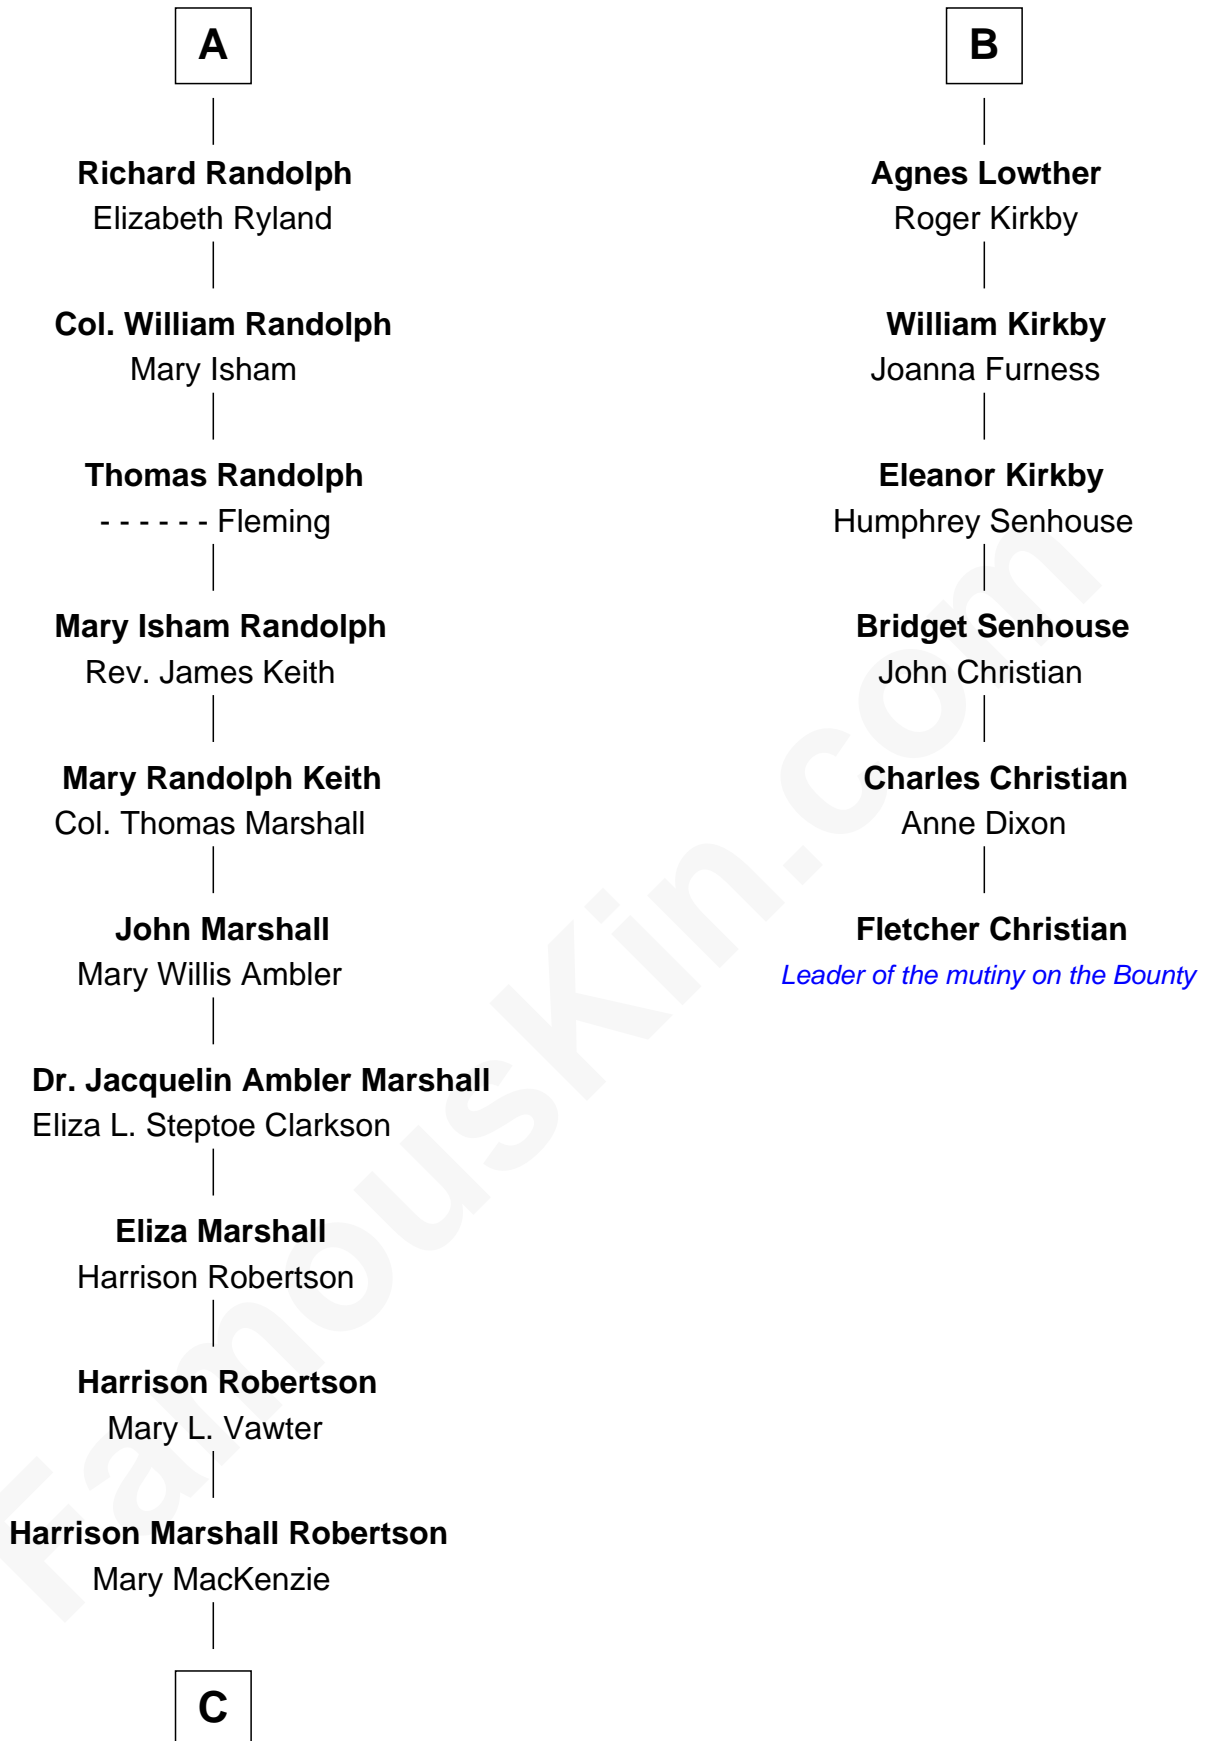 A
Richard Randolph
Elizabeth Ryland
Col. William Randolph
Mary Isham
Thomas Randolph
- - - - - - Fleming
Mary Isham Randolph
Rev. James Keith
Mary Randolph Keith
Col. Thomas Marshall
John Marshall
Mary Willis Ambler
Dr. Jacquelin Ambler Marshall
Eliza L. Steptoe Clarkson
Eliza Marshall
Harrison Robertson
Harrison Robertson
Mary L. Vawter
Harrison Marshall Robertson
Mary MacKenzie
C
B
Agnes Lowther
Roger Kirkby
William Kirkby
Joanna Furness
Eleanor Kirkby
Humphrey Senhouse
Bridget Senhouse
John Christian
Charles Christian
Anne Dixon
Fletcher Christian
Leader of the mutiny on the Bounty
FamousKin.com